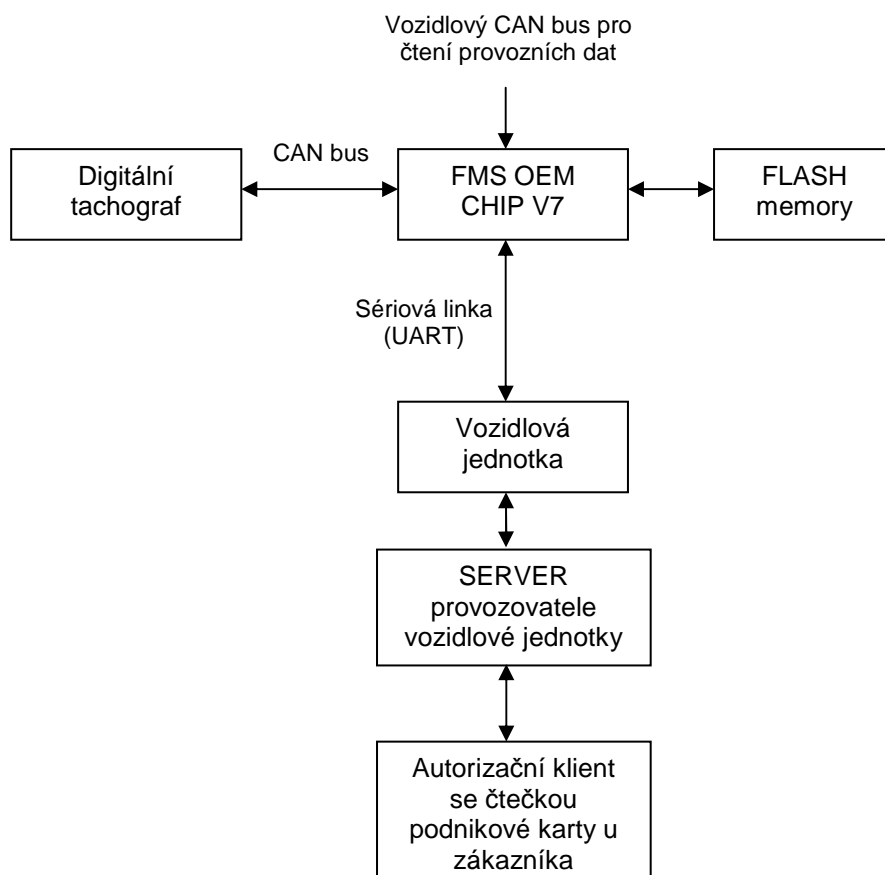 Vozidlový CAN bus pro
čtení provozních dat
CAN bus
Digitální
tachograf
FMS OEM
CHIP V7
FLASH
memory
Sériová linka
(UART)
Vozidlová
jednotka
SERVER
provozovatele
vozidlové jednotky
Autorizační klient
se čtečkou
podnikové karty u
zákazníka